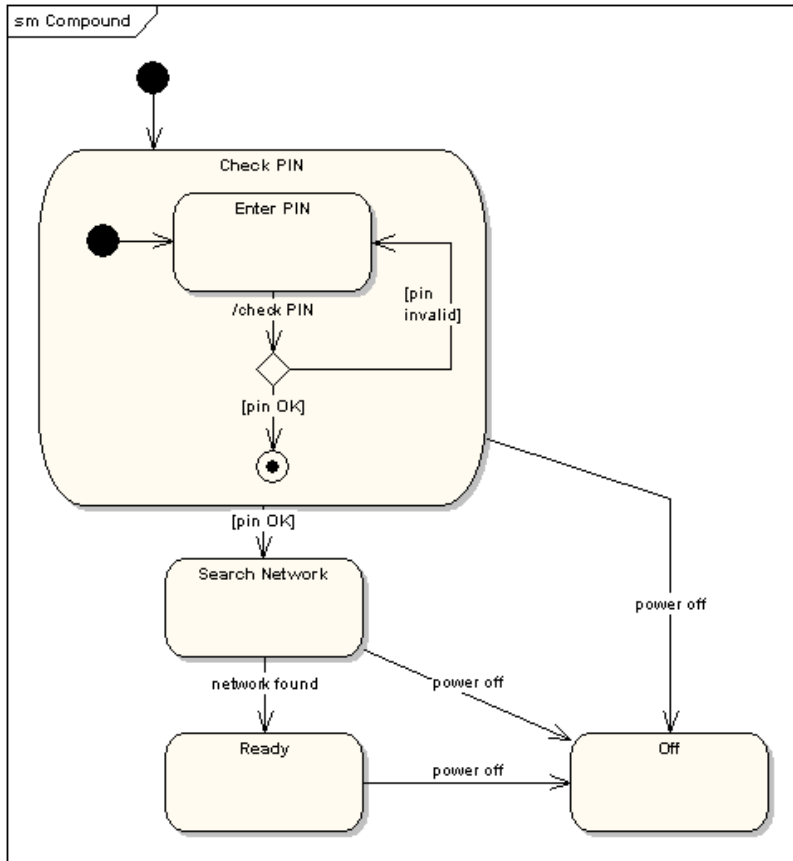 sm Compound
Check PIN
Enter PIN
/check PIN
[pin
invalid]
[pin OK]
[pin OK]
Search Network
power off
network found
power off
Ready
Off
power off